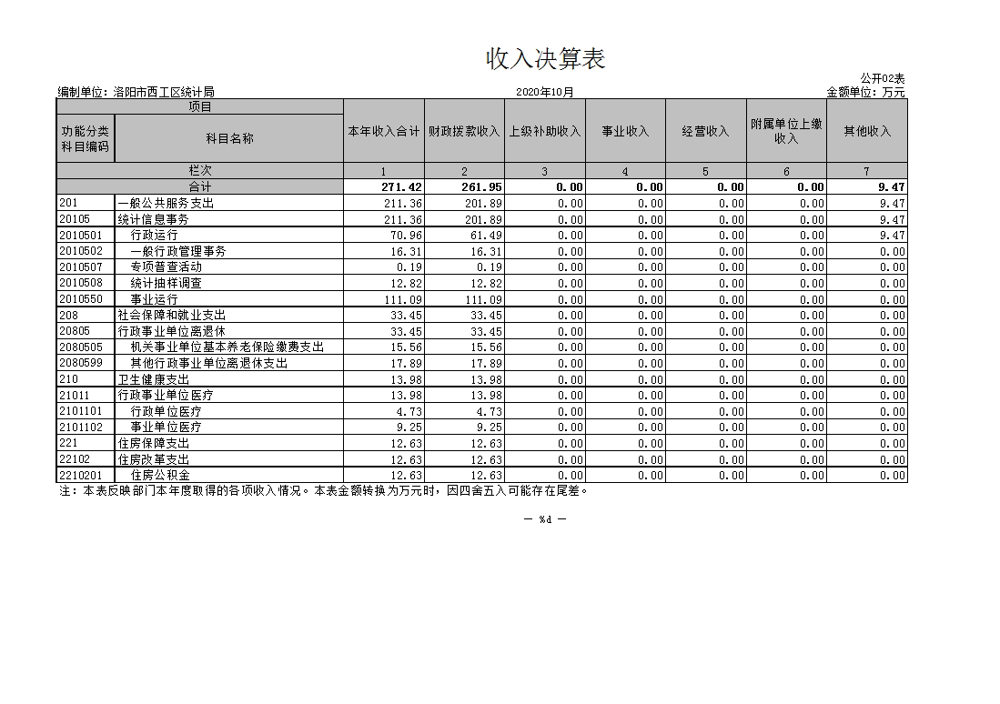 收入决算表
公开02表
编制单位：洛阳市西工区统计局 2020年10月 金额单位：万元
项目 本年收入合计 财政拨款收入 上级补助收入 事业收入 经营收入 附属单位上缴收入 其他收入
功能分类科目编码 科目名称
栏次 1 2 3 4 5 6 7
合计 271.42 261.95 0.00 0.00 0.00 0.00 9.47
201 一般公共服务支出 211.36 201.89 0.00 0.00 0.00 0.00 9.47
20105 统计信息事务 211.36 201.89 0.00 0.00 0.00 0.00 9.47
2010501 行政运行 70.96 61.49 0.00 0.00 0.00 0.00 9.47
2010502 一般行政管理事务 16.31 16.31 0.00 0.00 0.00 0.00 0.00
2010507 专项普查活动 0.19 0.19 0.00 0.00 0.00 0.00 0.00
2010508 统计抽样调查 12.82 12.82 0.00 0.00 0.00 0.00 0.00
2010550 事业运行 111.09 111.09 0.00 0.00 0.00 0.00 0.00
208 社会保障和就业支出 33.45 33.45 0.00 0.00 0.00 0.00 0.00
20805 行政事业单位离退休 33.45 33.45 0.00 0.00 0.00 0.00 0.00
2080505 机关事业单位基本养老保险缴费支出 15.56 15.56 0.00 0.00 0.00 0.00 0.00
2080599 其他行政事业单位离退休支出 17.89 17.89 0.00 0.00 0.00 0.00 0.00
210 卫生健康支出 13.98 13.98 0.00 0.00 0.00 0.00 0.00
21011 行政事业单位医疗 13.98 13.98 0.00 0.00 0.00 0.00 0.00
2101101 行政单位医疗 4.73 4.73 0.00 0.00 0.00 0.00 0.00
2101102 事业单位医疗 9.25 9.25 0.00 0.00 0.00 0.00 0.00
221 住房保障支出 12.63 12.63 0.00 0.00 0.00 0.00 0.00
22102 住房改革支出 12.63 12.63 0.00 0.00 0.00 0.00 0.00
2210201 住房公积金 12.63 12.63 0.00 0.00 0.00 0.00 0.00
注：本表反映部门本年度取得的各项收入情况。本表金额转换为万元时，因四舍五入可能存在尾差。
— %d —